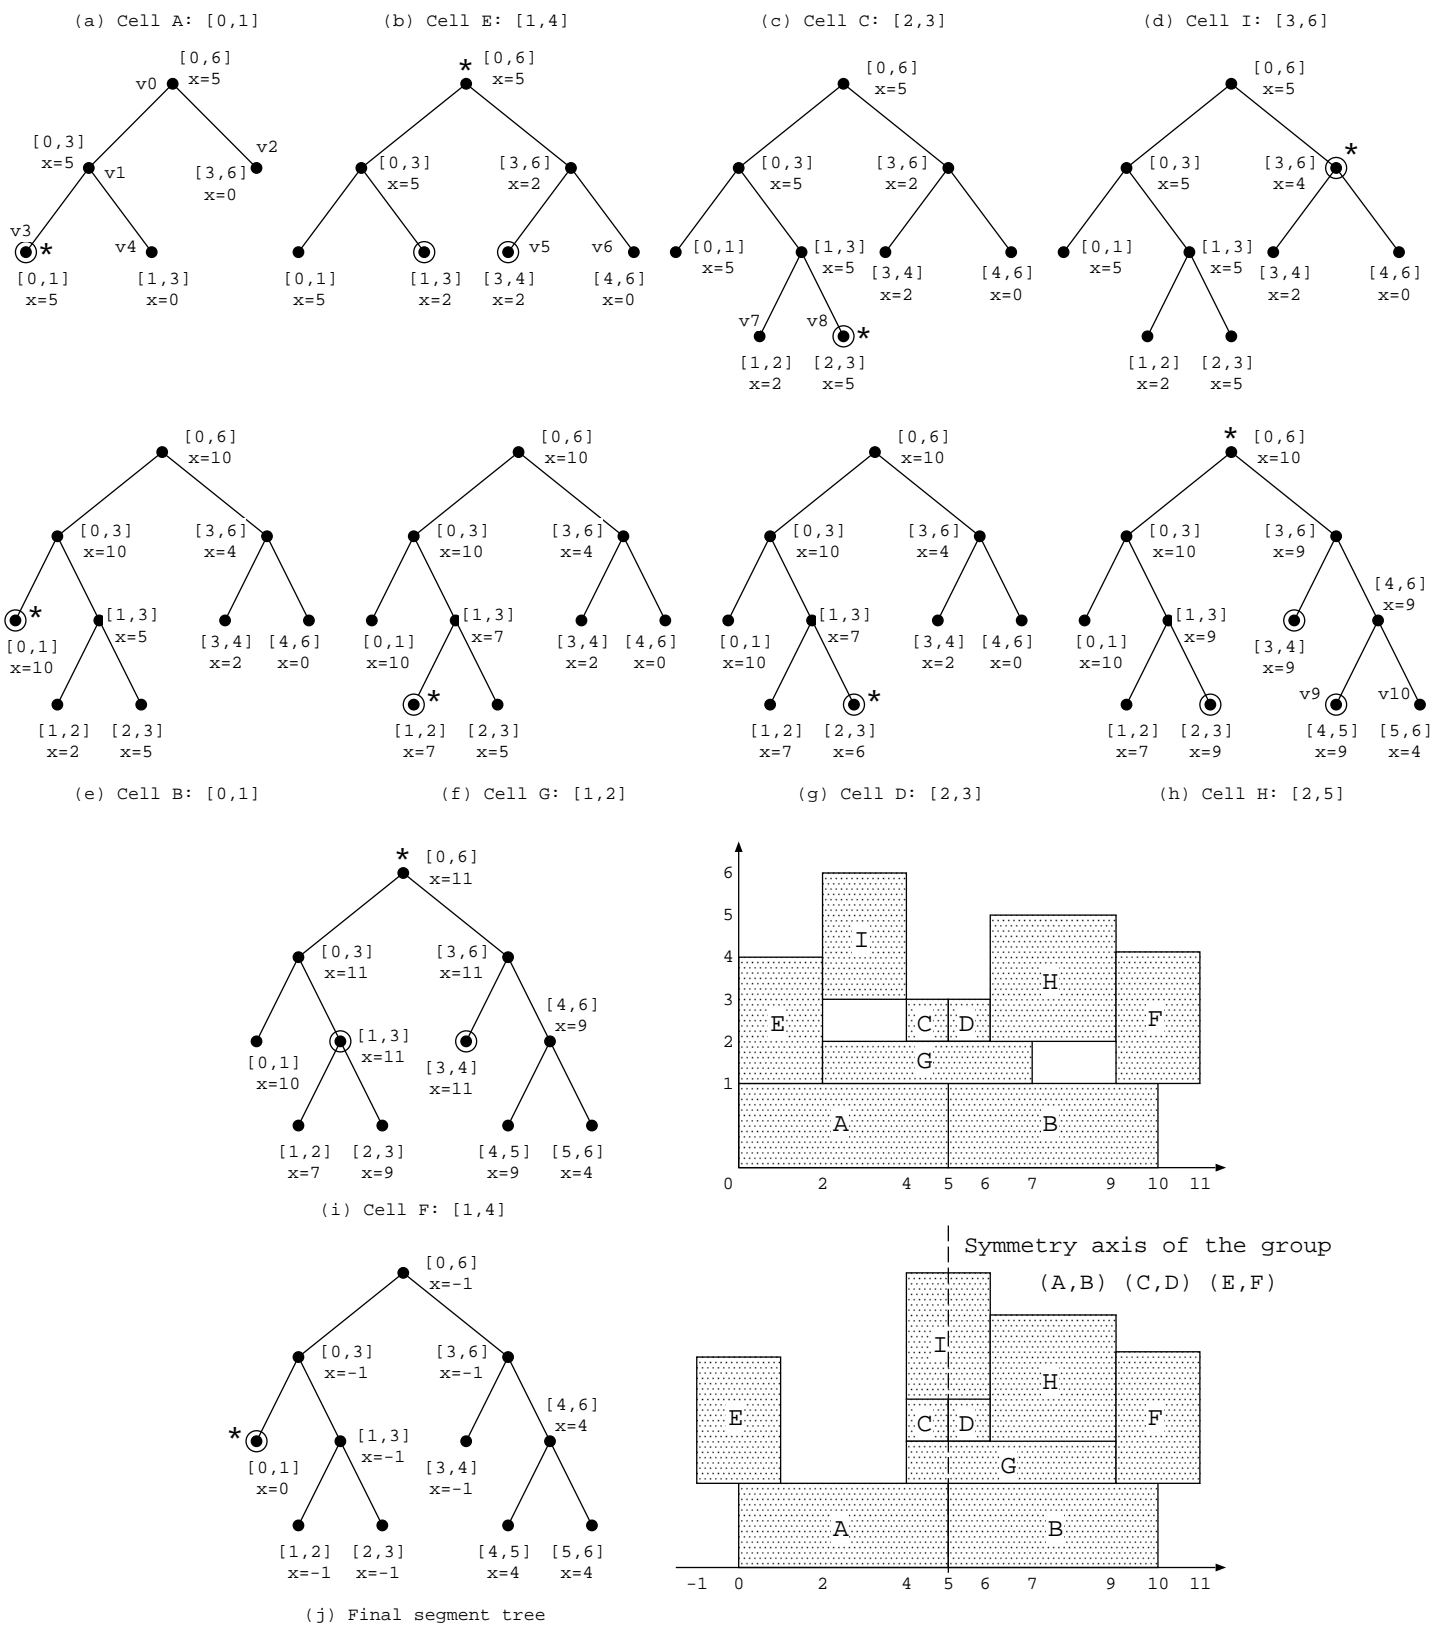 (a) Cell A: [0,1]
(b) Cell E: [1,4]
(c) Cell C: [2,3]
(d) Cell I: [3,6]
v0
[0,6]
x=5
[0,3]
x=5
v1
v2
[3,6]
x=0
v3
*
[0,1]
x=5
v4
[1,3]
x=0
*
[0,6]
x=5
[0,3]
x=5
[3,6]
x=2
[0,1]
x=5
[1,3]
x=2
v5
[3,4]
x=2
v6
[4,6]
x=0
[0,6]
x=5
[0,3]
x=5
[3,6]
x=2
[0,1]
x=5
[1,3]
x=5
[3,4]
x=2
[4,6]
x=0
v7
[1,2]
x=2
v8
*
[2,3]
x=5
[0,6]
x=5
[0,3]
x=5
[3,6]
x=4
*
[0,1]
x=5
[1,3]
x=5
[3,4]
x=2
[4,6]
x=0
[1,2]
x=2
[2,3]
x=5
[0,6]
x=10
[0,3]
x=10
[3,6]
x=4
*
[0,1]
x=10
[1,3]
x=5
[3,4]
x=2
[4,6]
x=0
[1,2]
x=2
[2,3]
x=5
[0,6]
x=10
[0,3]
x=10
[3,6]
x=4
[0,1]
x=10
[1,3]
x=7
[3,4]
x=2
[4,6]
x=0
*
[1,2]
x=7
[2,3]
x=5
[0,6]
x=10
[0,3]
x=10
[3,6]
x=4
[0,1]
x=10
[1,3]
x=7
[3,4]
x=2
[4,6]
x=0
[1,2]
x=7
*
[2,3]
x=6
*
[0,6]
x=10
[0,3]
x=10
[3,6]
x=9
[0,1]
x=10
[1,3]
x=9
[3,4]
x=9
[4,6]
x=9
[1,2]
x=7
[2,3]
x=9
v9
[4,5]
x=9
v10
[5,6]
x=4
(e) Cell B: [0,1]
(f) Cell G: [1,2]
(g) Cell D: [2,3]
(h) Cell H: [2,5]
*
[0,6]
x=11
[0,3]
x=11
[3,6]
x=11
[0,1]
x=10
[1,3]
x=11
[3,4]
x=11
[4,6]
x=9
[1,2]
x=7
[2,3]
x=9
[4,5]
x=9
[5,6]
x=4
(i) Cell F: [1,4]
6
5
4
3
2
1
I
H
E
C
D
F
G
A
B
0 2 4 5 6 7 9 10 11
[0,6]
x=-1
[0,3]
x=-1
[3,6]
x=-1
*
[0,1]
x=0
[1,3]
x=-1
[3,4]
x=-1
[4,6]
x=4
[1,2]
x=-1
[2,3]
x=-1
[4,5]
x=4
[5,6]
x=4
(j) Final segment tree
Symmetry axis of the group
(A,B) (C,D) (E,F)
I
H
E
C
D
F
G
A
B
-1 0 2 4 5 6 7 9 10 11